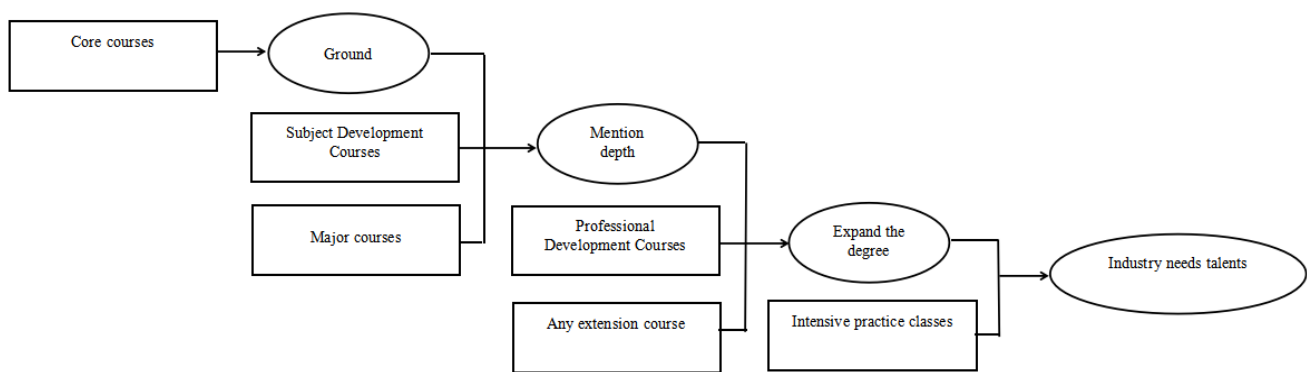 Core courses
Ground
Subject Development
Courses
Mention
depth
Major courses
Professional
Development Courses
Expand the
degree
Industry needs talents
Any extension course
Intensive practice classes